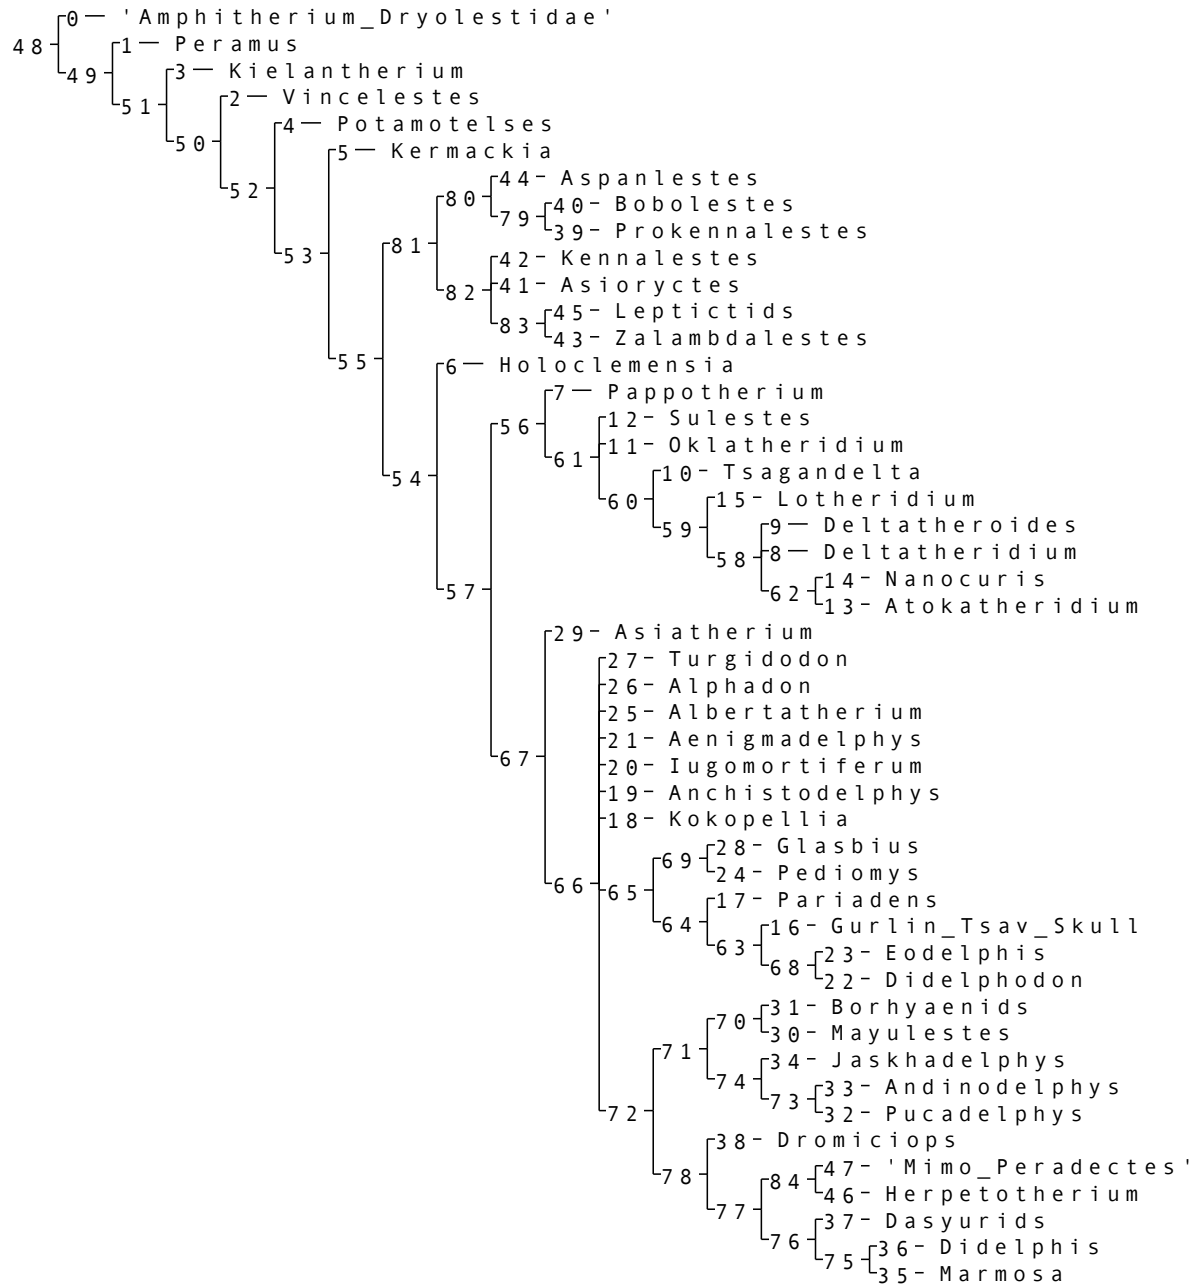 0 'Amphitherium_Dryolestidae'
48
1 Peramus
49
3 Kielantherium
2 Vincelestes
51
4 Potamotelses
50
5 Kermackia
44 Aspanlestes
52
80
40 Bobolestes
79
39 Prokennalestes
81
53
42 Kennalestes
41 Asioryctes
82
45 Leptictids
83
43 Zalambdalestes
55
6 Holoclemensia
7 Pappotherium
12 Sulestes
56
11 Oklatheridium
61
10 Tsagandelta
54
15 Lotheridium
60
9 Deltatheroides
59
8 Deltatheridium
58
14 Nanocuris
57
62
13 Atokatheridium
29 Asiatherium
27 Turgidodon
26 Alphadon
25 Albertatherium
21 Aenigmadelphys
67
20 Iugomortiferum
19 Anchistodelphys
18 Kokopellia
28 Glasbius
69
24 Pediomys
66
65
17 Pariadens
64
16 Gurlin_Tsav_Skull
63
23 Eodelphis
68
22 Didelphodon
31 Borhyaenids
70
30 Mayulestes
71
34 Jaskhadelphys
74
33 Andinodelphys
73
72
32 Pucadelphys
38 Dromiciops
47 'Mimo_Peradectes'
78
84
46 Herpetotherium
77
37 Dasyurids
76
36 Didelphis
75
35 Marmosa